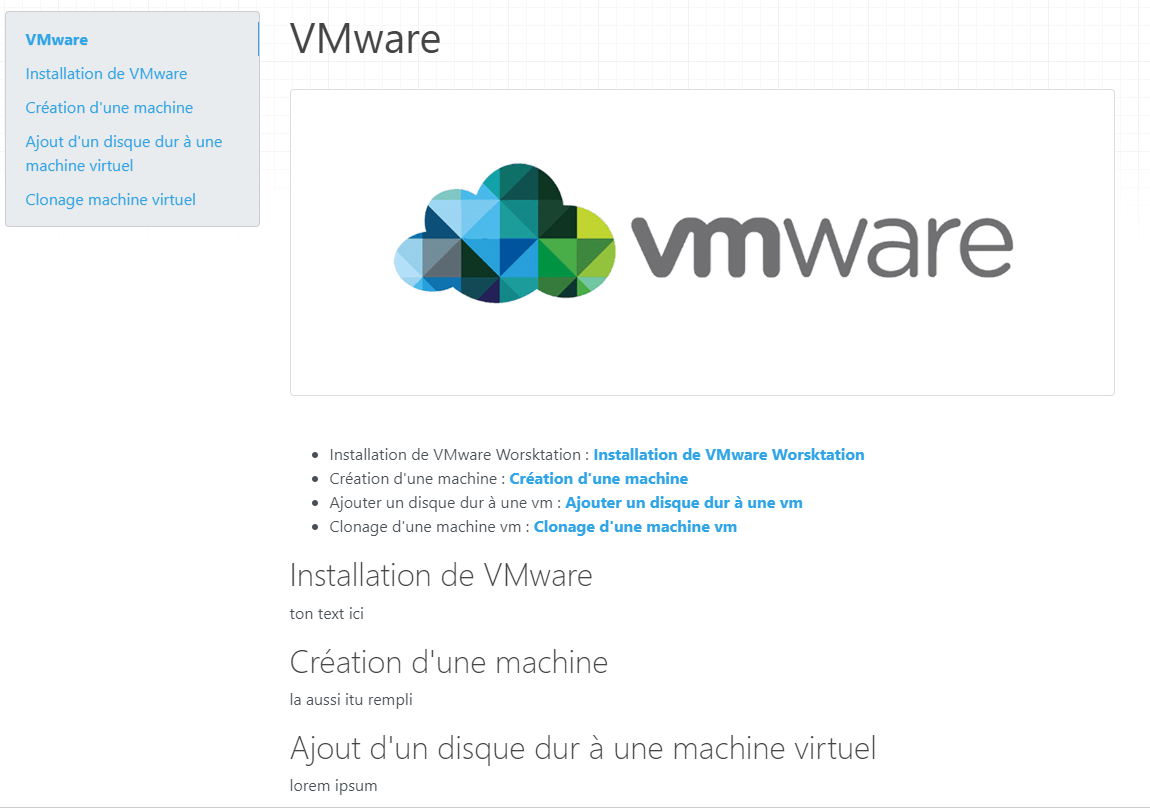 VMware
Installation de VMware
Création d'une machine
Ajout d'un disque dur à une
machine virtuel
Clonage machine virtuel
VMware
vmware
Installation de VMware Worsktation : Installation de VMware Worsktation
Création d'une machine : Création d'une machine
Ajouter un disque dur à une vm : Ajouter un disque dur à une vm
Clonage d'une machine vm : Clonage d'une machine vm
Installation de VMware
ton text ici
Création d'une machine
la aussi itu rempli
Ajout d'un disque dur à une machine virtuel
lorem ipsum